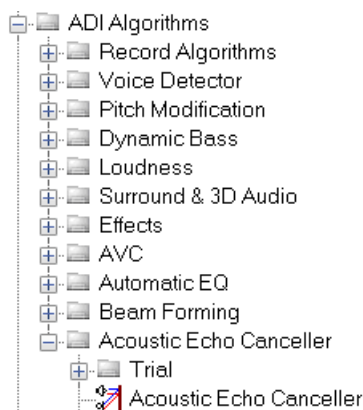 ADI Algorithms
Record Algorithms
Voice Detector
Pitch Modification
Dynamic Bass
Loudness
Surround & 3D Audio
Effects
AVC
Automatic EQ
Beam Forming
Acoustic Echo Canceller
Trial
Acoustic Echo Canceller